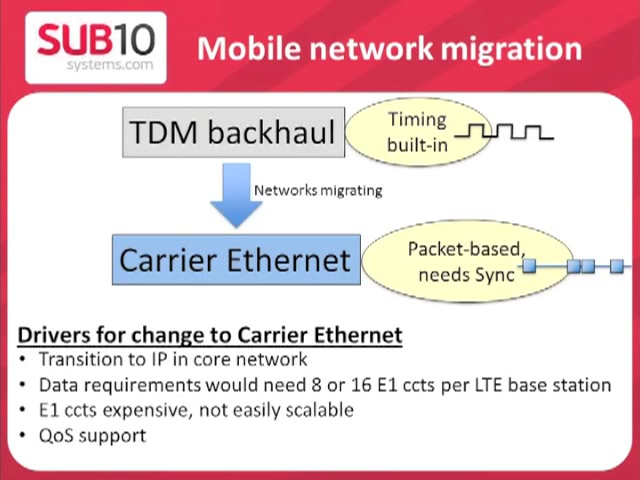 SUB10
systems.com
Mobile network migration
TDM backhaul
Timing
built-in
Networks migrating
Carrier Ethernet
Packet-based,
needs Sync
Drivers for change to Carrier Ethernet
• Transition to IP in core network
• Data requirements would need 8 or 16 E1 ccts per LTE base station
• E1 ccts expensive, not easily scalable
• QoS support